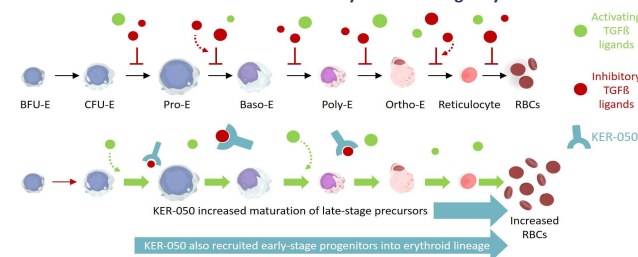 Activating
TGFß
ligands
Inhibitory
TGFß
ligands
KER-050
BFU-E CFU-E Pro-E Baso-E Poly-E Ortho-E Reticulocyte RBCs
KER-050 increased maturation of late-stage precursors
Increased
RBCs
KER-050 also recruited early-stage progenitors into erythroid lineage